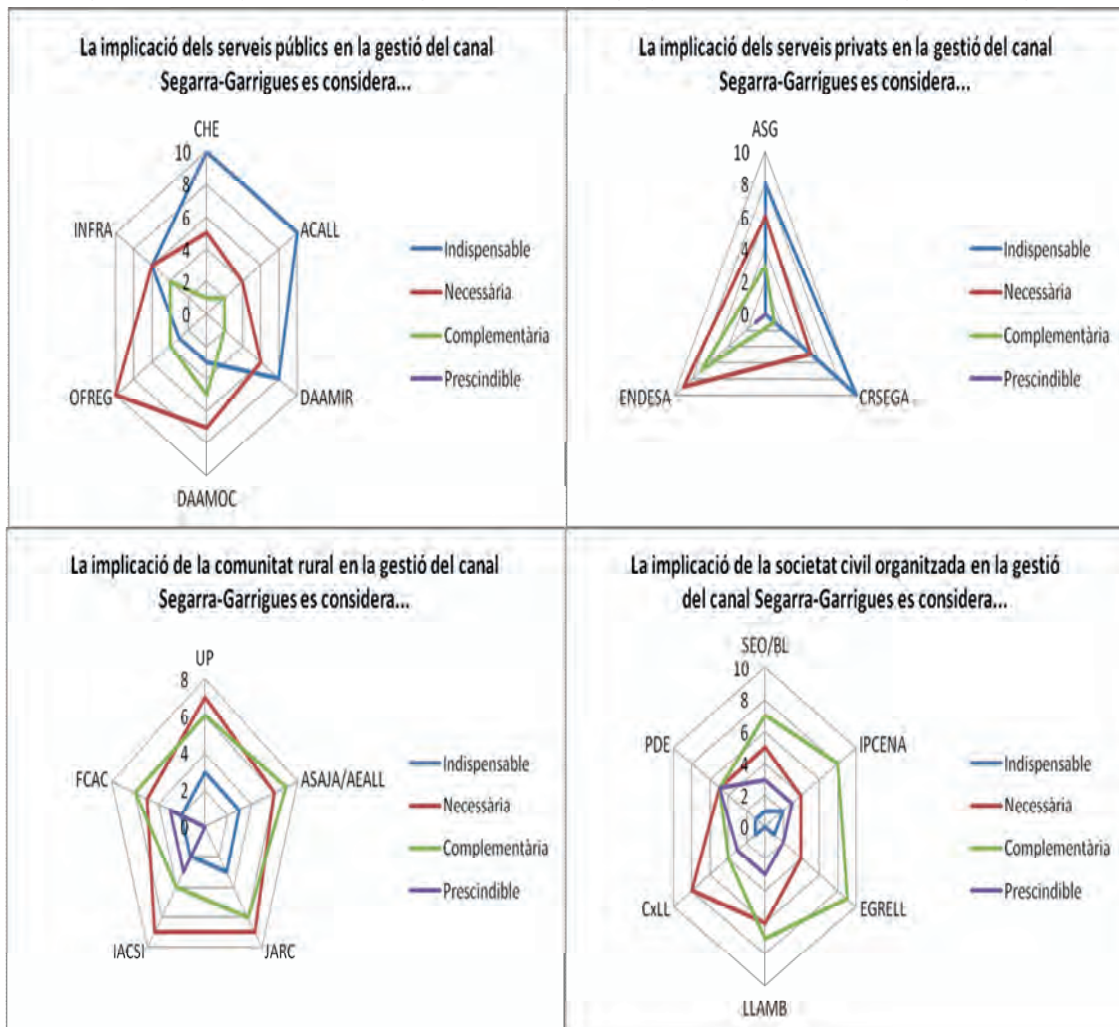 La implicació dels serveis públics en la gestió del canal
Segarra-Garrigues es considera...
CHE
10
8
6
4
2
0
INFRA
ACALL
OFREG
DAAMIR
DAAMOC
Indispensable
Necessària
Complementària
Prescindible
La implicació dels serveis privats en la gestió del canal
Segarra-Garrigues es considera...
ASG
10
8
6
4
2
0
ENDESA
CRSEGA
Indispensable
Necessària
Complementària
Prescindible
La implicació de la comunitat rural en la gestió del canal
Segarra-Garrigues es considera...
UP
8
6
4
2
0
FCAC
ASAJA/AEALL
IACSI
JARC
Indispensable
Necessària
Complementària
Prescindible
La implicació de la societat civil organitzada en la gestió
del canal Segarra-Garrigues es considera...
SEO/BL
10
8
6
4
2
0
PDE
IPCENA
CxLL
EGRELL
LLAMB
Indispensable
Necessària
Complementària
Prescindible